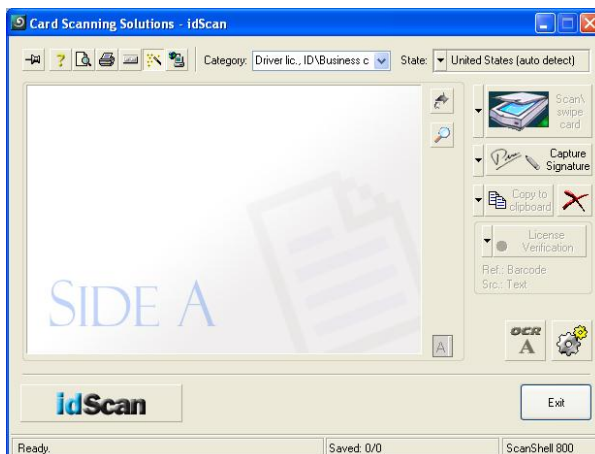 Card Scanning Solutions - idScan
? Category: Driver lic., ID\Business c State: United States (auto detect)
Scan\
swipe
card
Capture
Signature
Copy to
clipboard
License
Verification
Ref.: Barcode
Src.: Text
SIDE A
A
OCR
A
idScan
Exit
Ready. Saved: 0/0 ScanShell 800